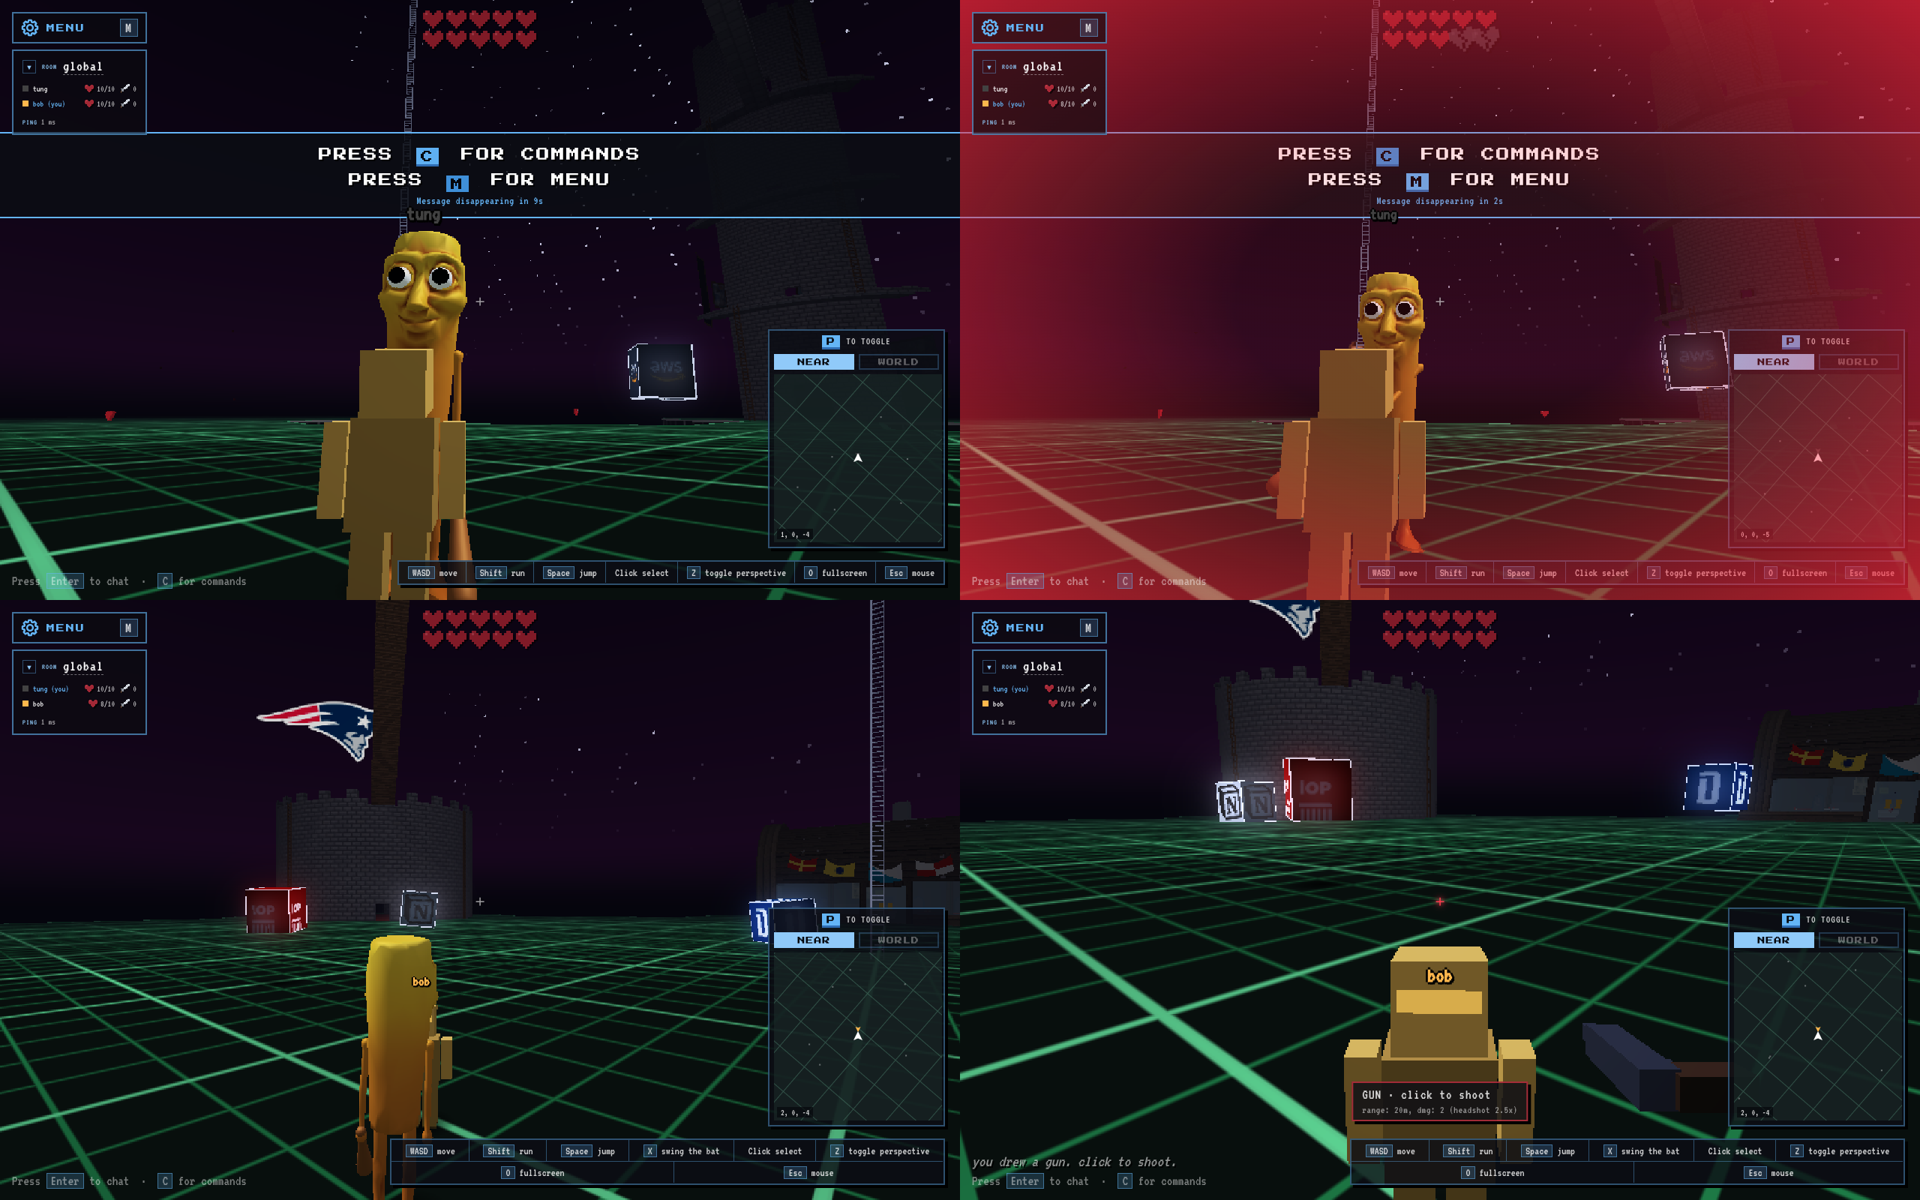 MENU M
ROOM global
tung 10/10 0
bob (you) 10/10 0
PING 1 ms
PRESS C FOR COMMANDS
PRESS M FOR MENU
Message disappearing in 9s
tung
aws
P TO TOGGLE
NEAR WORLD
1, 0, -4
WASD move Shift run Space jump Click select Z toggle perspective O fullscreen Esc mouse
Press Enter to chat · C for commands
MENU M
ROOM global
tung 10/10 0
bob (you) 8/10 0
PING 1 ms
PRESS C FOR COMMANDS
PRESS M FOR MENU
Message disappearing in 2s
tung
aws
P TO TOGGLE
NEAR WORLD
0, 0, -5
WASD move Shift run Space jump Click select Z toggle perspective O fullscreen Esc mouse
Press Enter to chat · C for commands
MENU M
ROOM global
tung (you) 10/10 0
bob 8/10 0
PING 1 ms
IOP IOP
N
D
bob
P TO TOGGLE
NEAR WORLD
2, 0, -4
WASD move Shift run Space jump X swing the bat Click select Z toggle perspective
O fullscreen Esc mouse
Press Enter to chat · C for commands
MENU M
ROOM global
tung (you) 10/10 0
bob 8/10 0
PING 1 ms
N N IOP
D D
bob
P TO TOGGLE
NEAR WORLD
2, 0, -4
GUN · click to shoot
range: 20m, dmg: 2 (headshot 2.5x)
WASD move Shift run Space jump X swing the bat Click select Z toggle perspective
O fullscreen Esc mouse
you drew a gun. click to shoot.
Press Enter to chat · C for commands